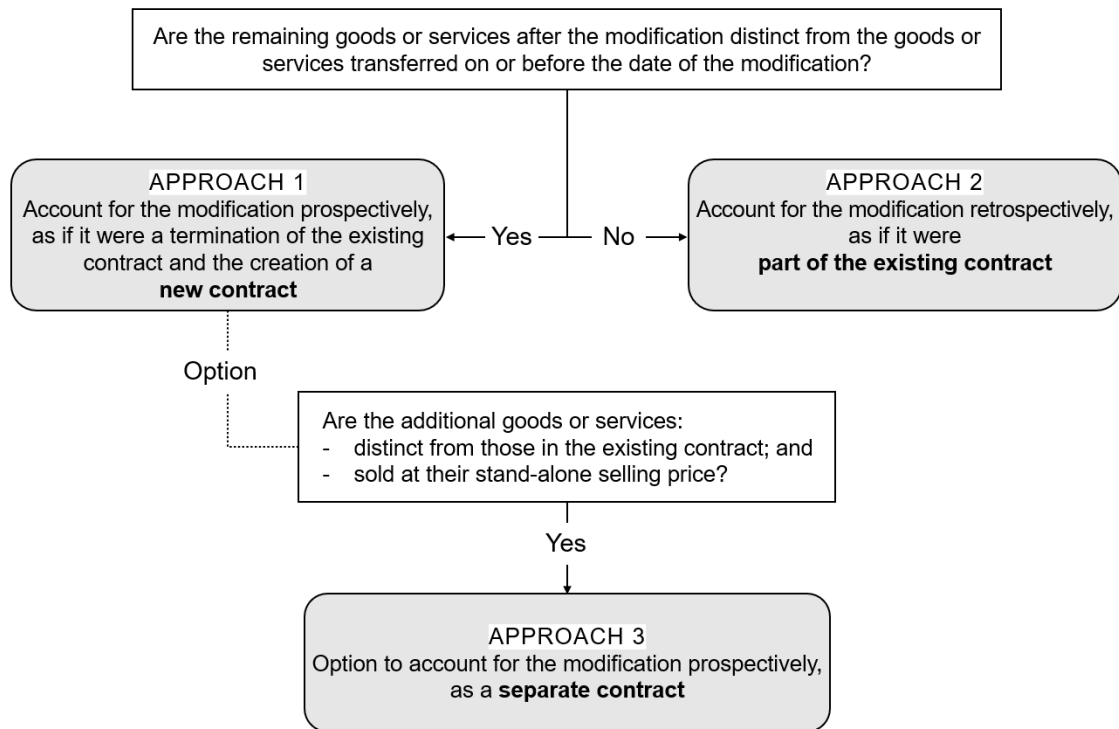 Are the remaining goods or services after the modification distinct from the goods or
services transferred on or before the date of the modification?
APPROACH 1
Account for the modification prospectively,
as if it were a termination of the existing
contract and the creation of a
new contract
Yes
No
APPROACH 2
Account for the modification retrospectively,
as if it were
part of the existing contract
Option
Are the additional goods or services:
- distinct from those in the existing contract; and
- sold at their stand-alone selling price?
Yes
APPROACH 3
Option to account for the modification prospectively,
as a separate contract